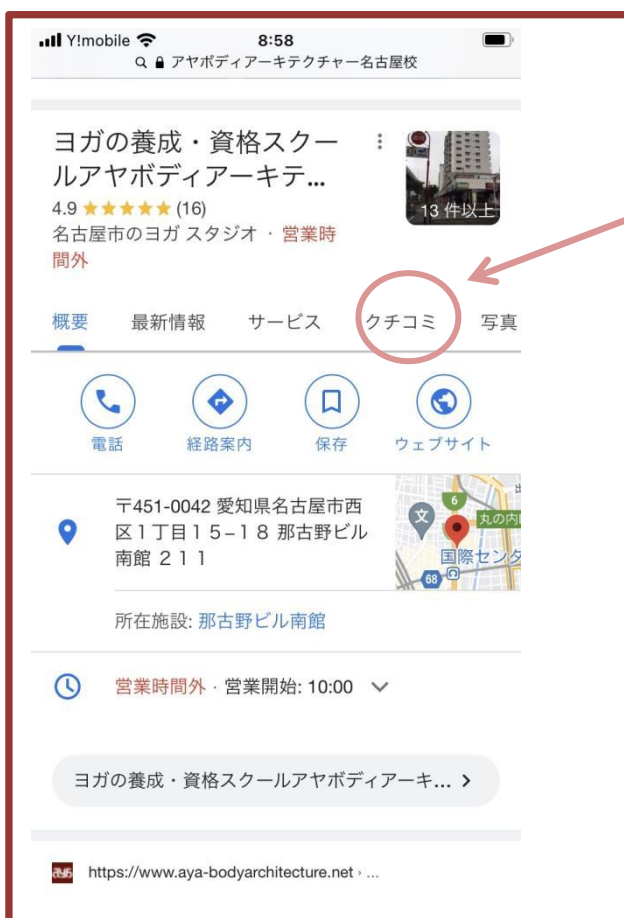 Y!mobile 8:58
アヤボディアーキテクチャー名古屋校
ヨガの養成・資格スクー
ルアヤボディアーキテ...
4.9 ★★★★★ (16)
13 件以上
名古屋市のヨガ スタジオ · 営業時
間外
概要 最新情報 サービス クチコミ 写真
電話 経路案内 保存 ウェブサイト
〒451-0042 愛知県名古屋市西
区1丁目15−18 那古野ビル
南館 211
文 6 丸の内
国際センタ
68
所在施設: 那古野ビル南館
営業時間外 · 営業開始: 10:00
ヨガの養成・資格スクールアヤボディアーキ... >
aya https://www.aya-bodyarchitecture.net › ...